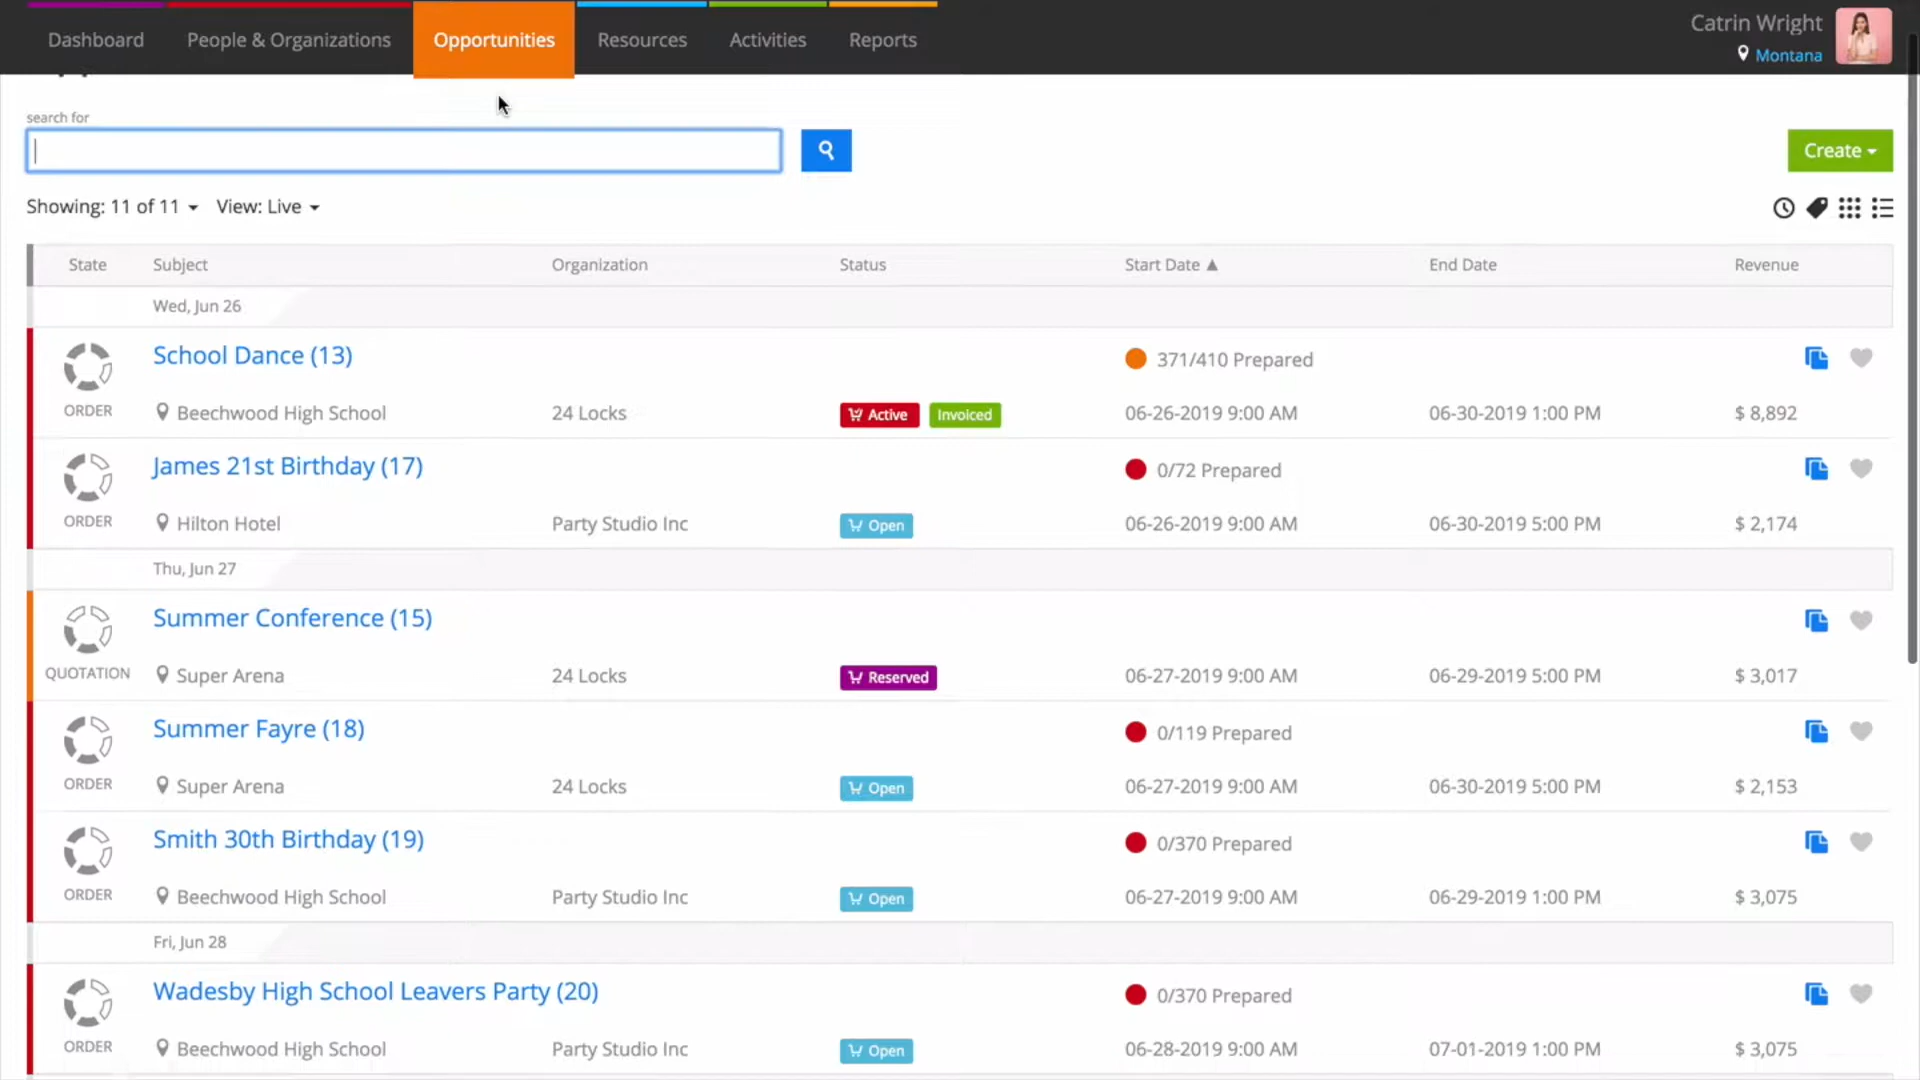 Dashboard People & Organizations Opportunities Resources Activities Reports
Catrin Wright
Montana
search for
Create
Showing: 11 of 11 View: Live
State Subject Organization Status Start Date ▲ End Date Revenue
Wed, Jun 26
School Dance (13) 371/410 Prepared
ORDER Beechwood High School 24 Locks Active Invoiced 06-26-2019 9:00 AM 06-30-2019 1:00 PM $ 8,892
James 21st Birthday (17) 0/72 Prepared
ORDER Hilton Hotel Party Studio Inc Open 06-26-2019 9:00 AM 06-30-2019 5:00 PM $ 2,174
Thu, Jun 27
Summer Conference (15)
QUOTATION Super Arena 24 Locks Reserved 06-27-2019 9:00 AM 06-29-2019 5:00 PM $ 3,017
Summer Fayre (18) 0/119 Prepared
ORDER Super Arena 24 Locks Open 06-27-2019 9:00 AM 06-30-2019 5:00 PM $ 2,153
Smith 30th Birthday (19) 0/370 Prepared
ORDER Beechwood High School Party Studio Inc Open 06-27-2019 9:00 AM 06-29-2019 1:00 PM $ 3,075
Fri, Jun 28
Wadesby High School Leavers Party (20) 0/370 Prepared
ORDER Beechwood High School Party Studio Inc Open 06-28-2019 9:00 AM 07-01-2019 1:00 PM $ 3,075